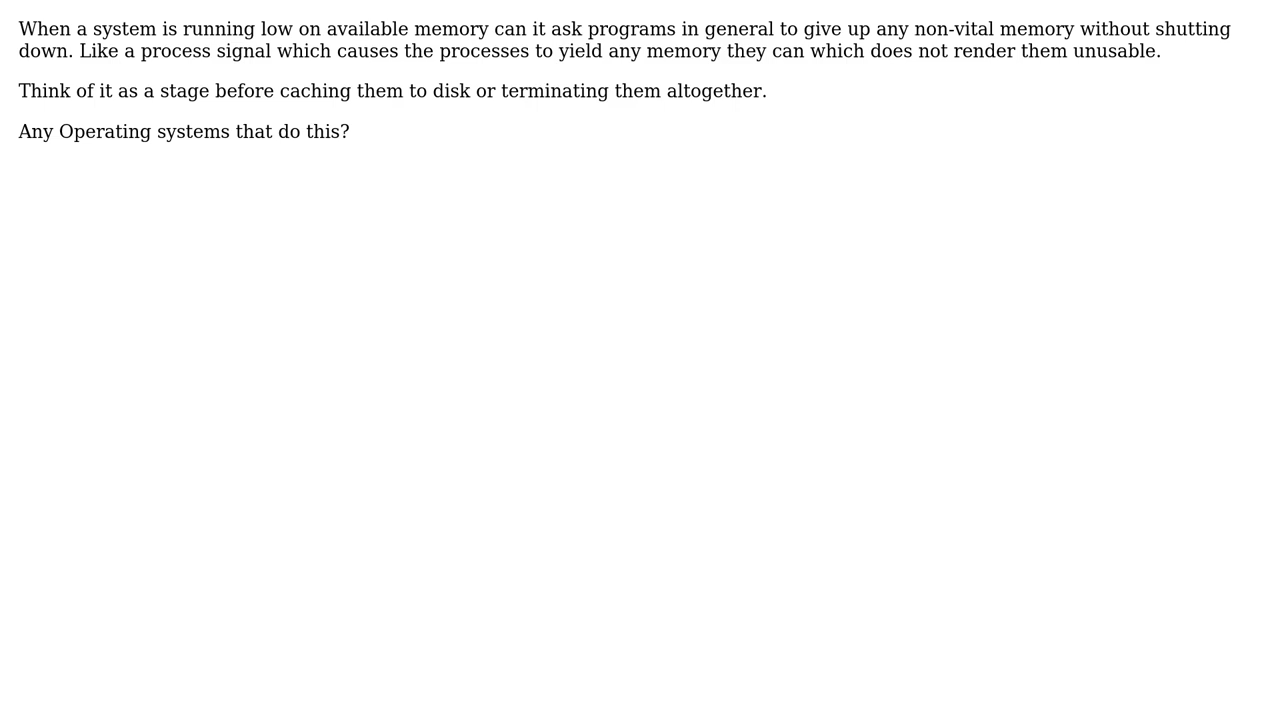 When a system is running low on available memory can it ask programs in general to give up any non-vital memory without shutting
down. Like a process signal which causes the processes to yield any memory they can which does not render them unusable.
Think of it as a stage before caching them to disk or terminating them altogether.
Any Operating systems that do this?